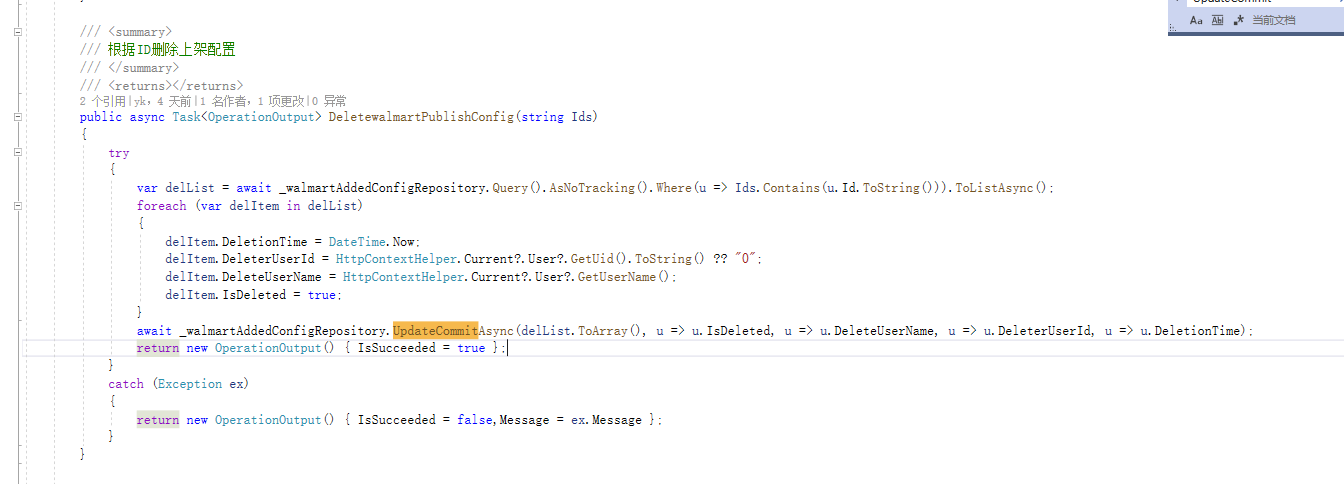 Aa Ab .* 当前文档
/// <summary>
/// 根据ID删除上架配置
/// </summary>
/// <returns></returns>
2 个引用|yk，4 天前|1 名作者，1 项更改|0 异常
public async Task<OperationOutput> DeletewalmartPublishConfig(string Ids)
{
try
{
var delList = await _walmartAddedConfigRepository.Query().AsNoTracking().Where(u => Ids.Contains(u.Id.ToString())).ToListAsync();
foreach (var delItem in delList)
{
delItem.DeletionTime = DateTime.Now;
delItem.DeleterUserId = HttpContextHelper.Current?.User?.GetUid().ToString() ?? "0";
delItem.DeleteUserName = HttpContextHelper.Current?.User?.GetUserName();
delItem.IsDeleted = true;
}
await _walmartAddedConfigRepository.UpdateCommitAsync(delList.ToArray(), u => u.IsDeleted, u => u.DeleteUserName, u => u.DeleterUserId, u => u.DeletionTime);
return new OperationOutput() { IsSucceeded = true };
}
catch (Exception ex)
{
return new OperationOutput() { IsSucceeded = false,Message = ex.Message };
}
}